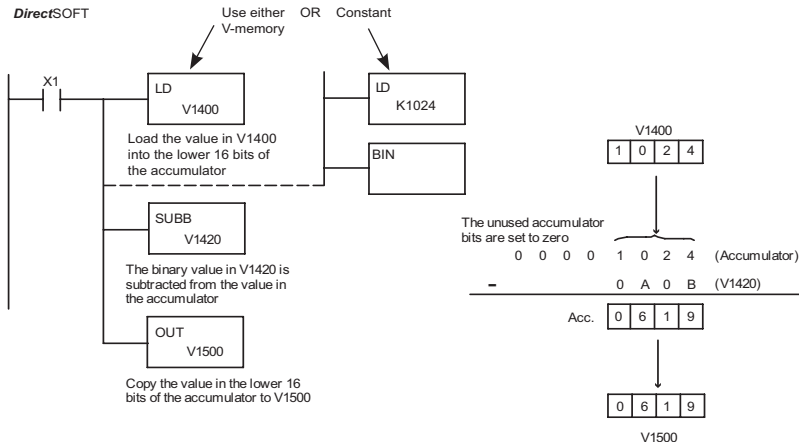 DirectSOFT
Use either OR Constant
V-memory
X1
LD
V1400
LD
K1024
Load the value in V1400
into the lower 16 bits of
the accumulator
BIN
SUBB
V1420
The binary value in V1420 is
subtracted from the value in
the accumulator
OUT
V1500
Copy the value in the lower 16
bits of the accumulator to V1500
V1400
1 0 2 4
The unused accumulator
bits are set to zero
0 0 0 0 1 0 2 4 (Accumulator)
- 0 A 0 B (V1420)
Acc. 0 6 1 9
0 6 1 9
V1500